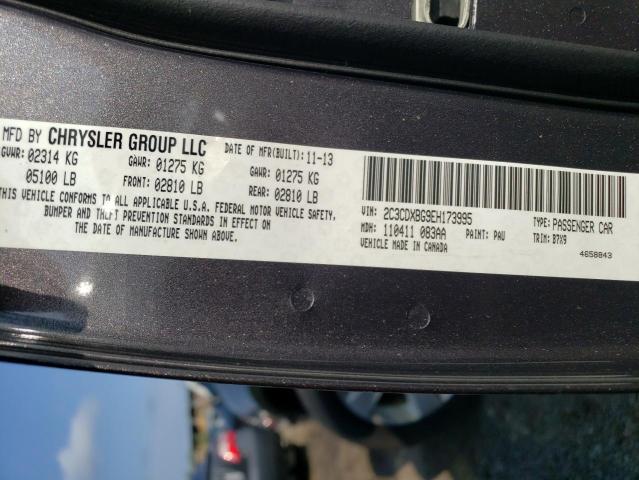 MFD BY CHRYSLER GROUP LLC DATE OF MFR(BUILT): 11-13
GVWR: 02314 KG GAWR: 01275 KG GAWR: 01275 KG
05100 LB FRONT: 02810 LB REAR: 02810 LB
THIS VEHICLE CONFORMS TO ALL APPLICABLE U.S.A. FEDERAL MOTOR VEHICLE SAFETY,
BUMPER AND THEFT PREVENTION STANDARDS IN EFFECT ON
THE DATE OF MANUFACTURE SHOWN ABOVE.
VIN: 2C3CDXBG9EH173995 TYPE: PASSENGER CAR
MDH: 110411 083AA PAINT: PAU TRIM: B7X9
VEHICLE MADE IN CANADA 4658843